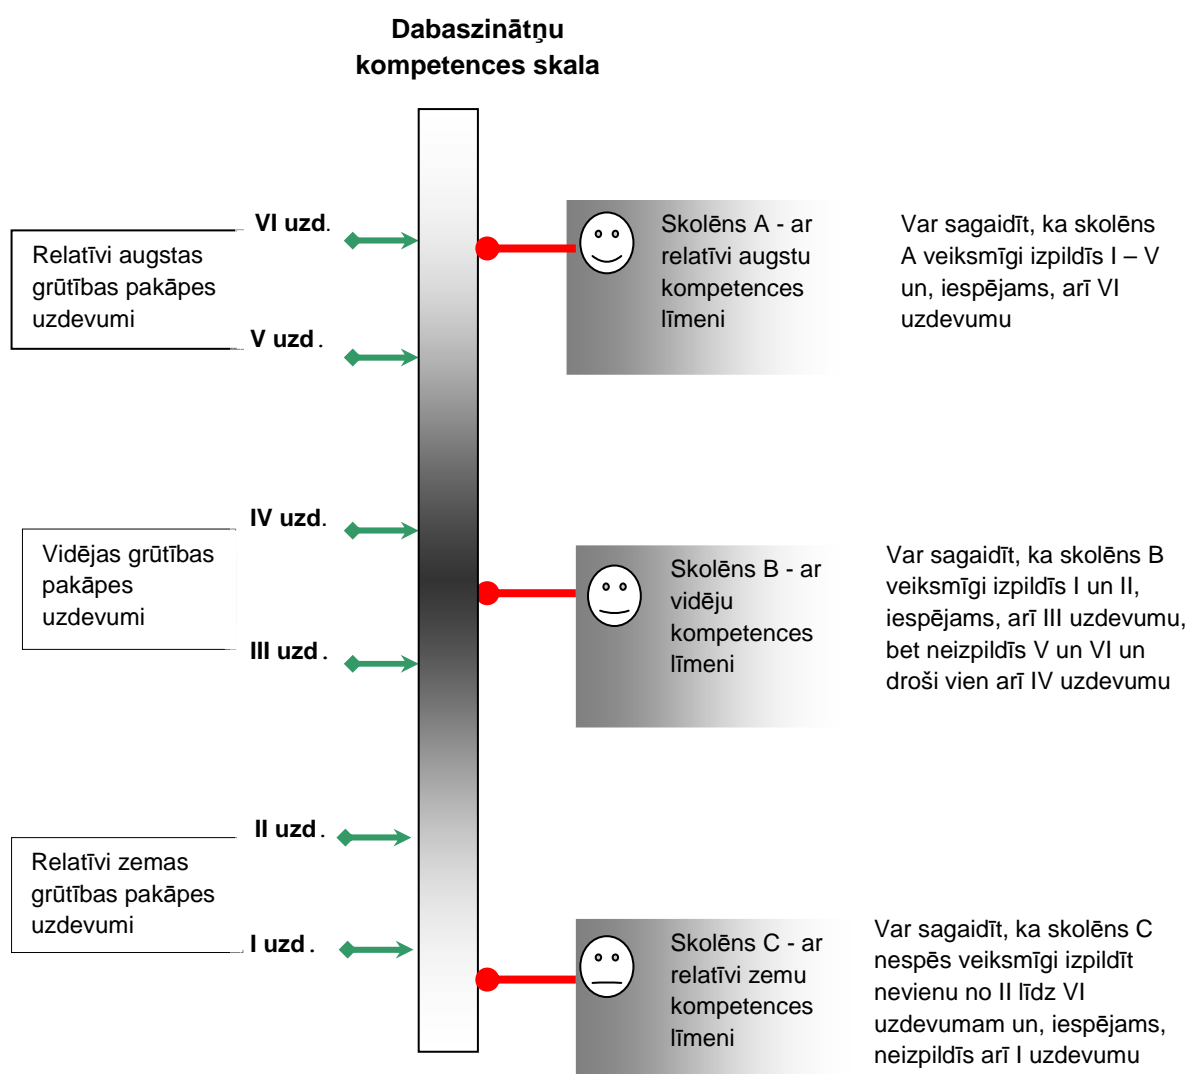 Dabaszinātņu
kompetences skala
VI uzd.
Relatīvi augstas
grūtības pakāpes
uzdevumi
V uzd.
Skolēns A - ar
relatīvi augstu
kompetences
līmeni
Var sagaidīt, ka skolēns
A veiksmīgi izpildīs I – V
un, iespējams, arī VI
uzdevumu
IV uzd.
Vidējas grūtības
pakāpes
uzdevumi
III uzd.
Skolēns B - ar
vidēju
kompetences
līmeni
Var sagaidīt, ka skolēns B
veiksmīgi izpildīs I un II,
iespējams, arī III uzdevumu,
bet neizpildīs V un VI un
droši vien arī IV uzdevumu
II uzd.
Relatīvi zemas
grūtības pakāpes
uzdevumi
I uzd.
Skolēns C - ar
relatīvi zemu
kompetences
līmeni
Var sagaidīt, ka skolēns C
nespēs veiksmīgi izpildīt
nevienu no II līdz VI
uzdevumam un, iespējams,
neizpildīs arī I uzdevumu